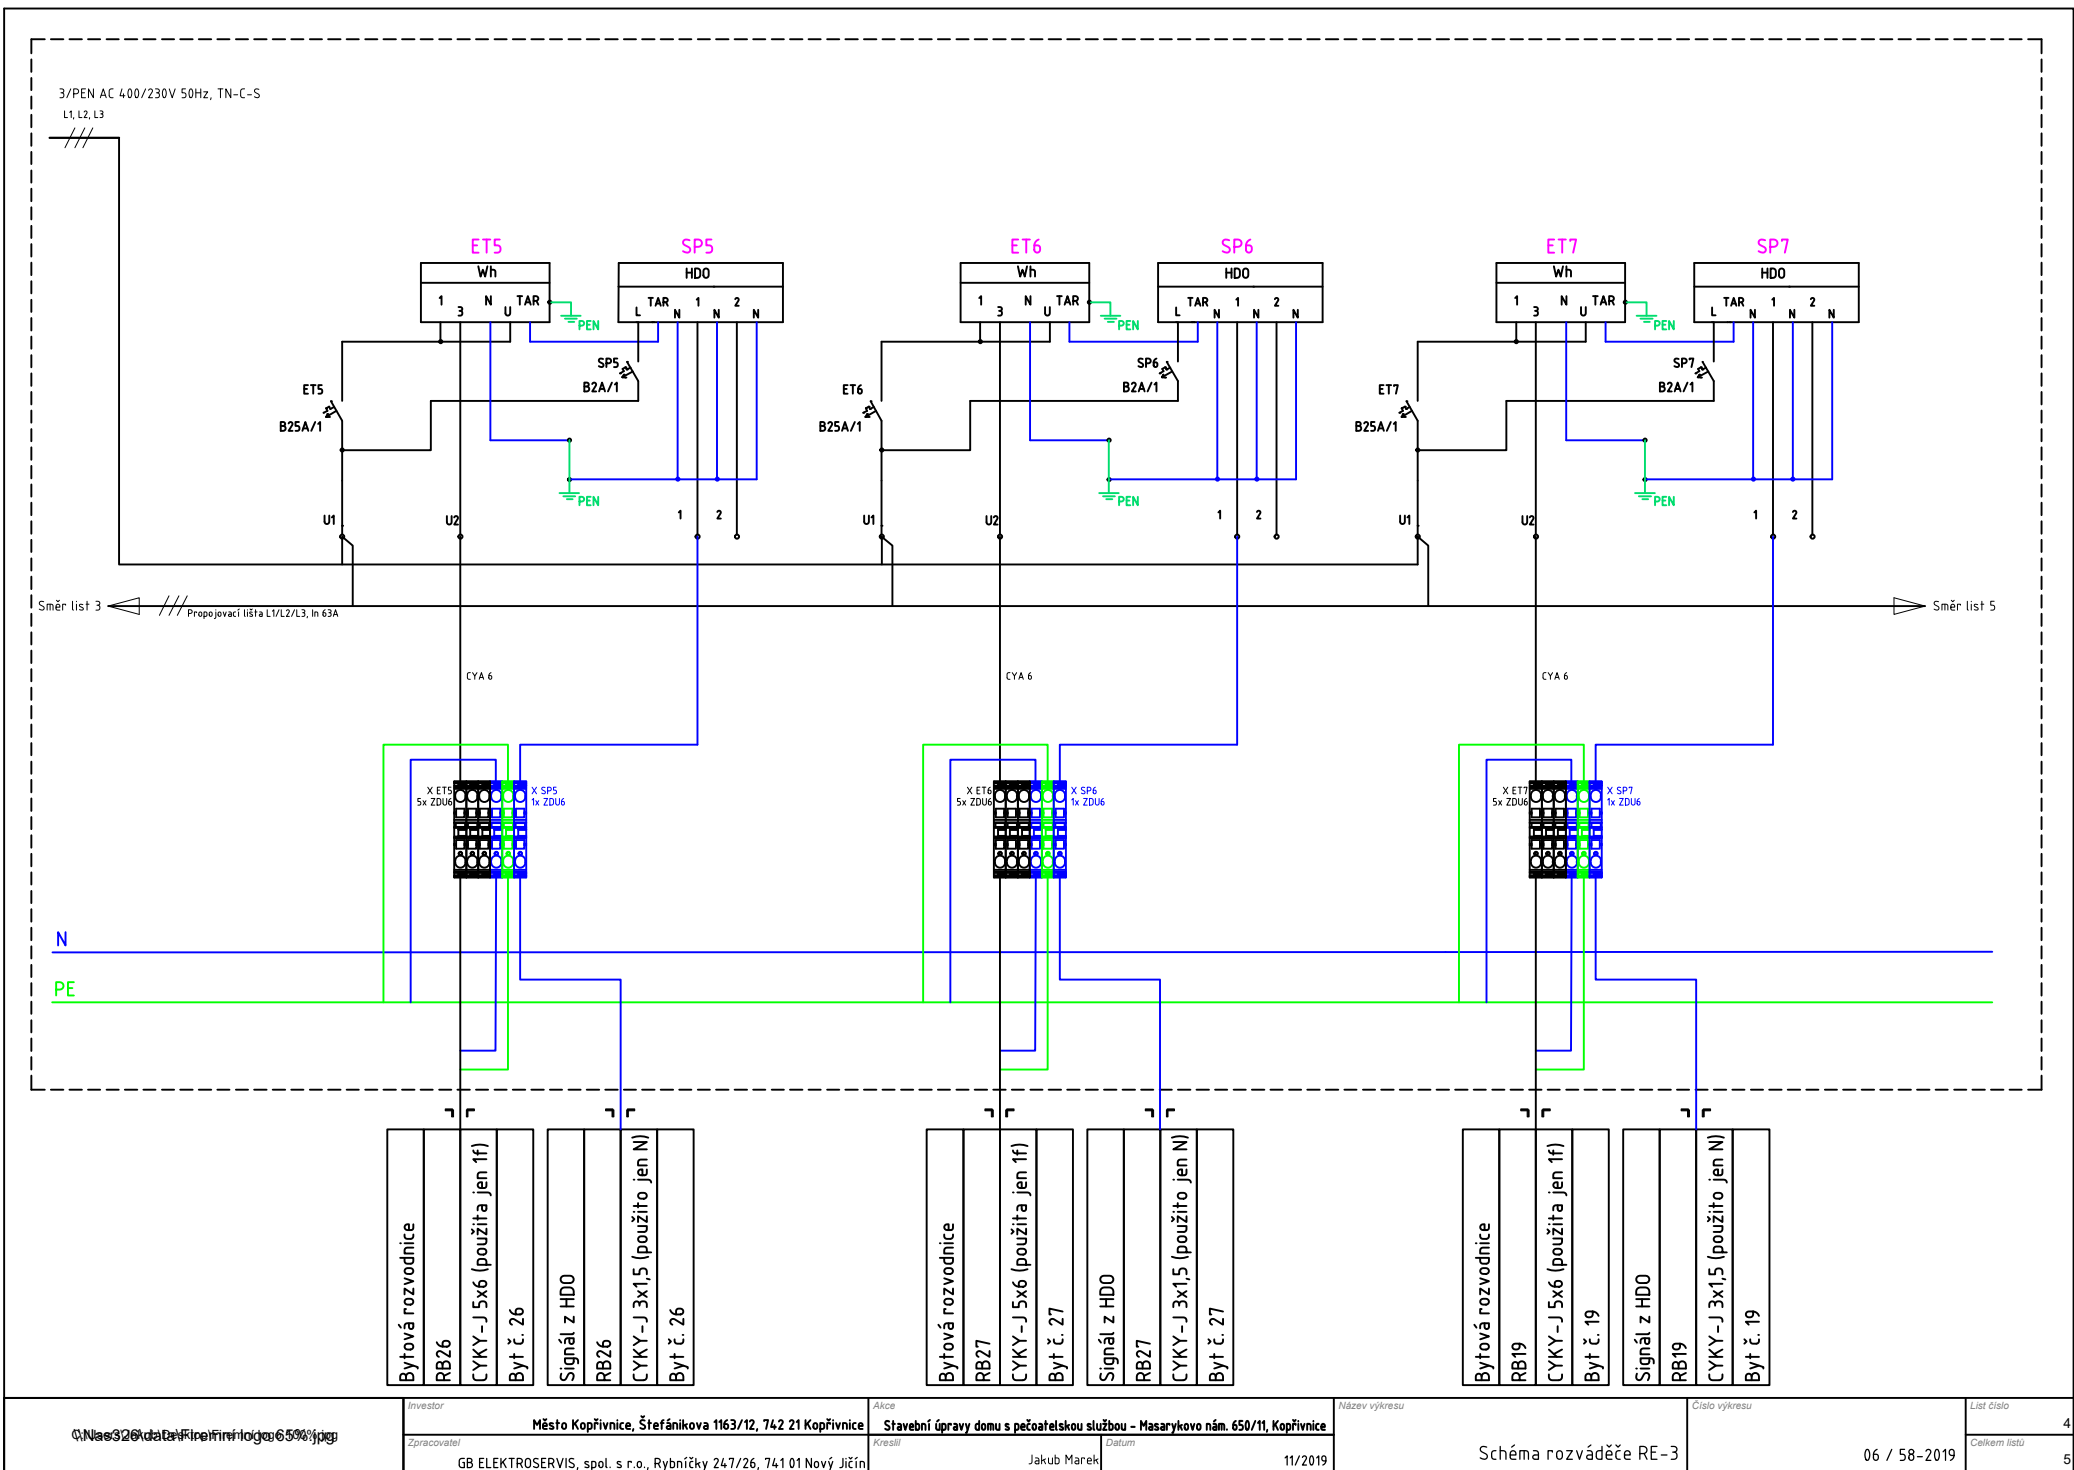 3/PEN AC 400/230V 50Hz, TN-C-S
L1, L2, L3
ET5
SP5
Wh
HDO
1
3
N
U
TAR
L
TAR
N
1
N
2
N
PEN
SP5
B2A/1
ET5
B25A/1
PEN
U1
U2
1
2
ET6
SP6
Wh
HDO
1
3
N
U
TAR
L
TAR
N
1
N
2
N
PEN
SP6
B2A/1
ET6
B25A/1
PEN
U1
U2
1
2
ET7
SP7
Wh
HDO
1
3
N
U
TAR
L
TAR
N
1
N
2
N
PEN
SP7
B2A/1
ET7
B25A/1
PEN
U1
U2
1
2
Směr list 3
Propojovací lišta L1/L2/L3, In 63A
Směr list 5
CYA 6
CYA 6
CYA 6
X ET5
5x ZDU6
X SP5
1x ZDU6
X ET6
5x ZDU6
X SP6
1x ZDU6
X ET7
5x ZDU6
X SP7
1x ZDU6
N
PE
Bytová rozvodnice
RB26
CYKY-J 5x6 (použita jen 1f)
Byt č. 26
Signál z HDO
RB26
CYKY-J 3x1,5 (použito jen N)
Byt č. 26
Bytová rozvodnice
RB27
CYKY-J 5x6 (použita jen 1f)
Byt č. 27
Signál z HDO
RB27
CYKY-J 3x1,5 (použito jen N)
Byt č. 27
Bytová rozvodnice
RB19
CYKY-J 5x6 (použita jen 1f)
Byt č. 19
Signál z HDO
RB19
CYKY-J 3x1,5 (použito jen N)
Byt č. 19
Investor
Město Kopřivnice, Štefánikova 1163/12, 742 21 Kopřivnice
Zpracovatel
GB ELEKTROSERVIS, spol. s r.o., Rybníčky 247/26, 741 01 Nový Jičín
Akce
Stavební úpravy domu s pečoatelskou službou - Masarykovo nám. 650/11, Kopřivnice
Kreslil
Jakub Marek
Datum
11/2019
Název výkresu
Schéma rozváděče RE-3
Číslo výkresu
06 / 58-2019
List číslo
4
Celkem listů
5